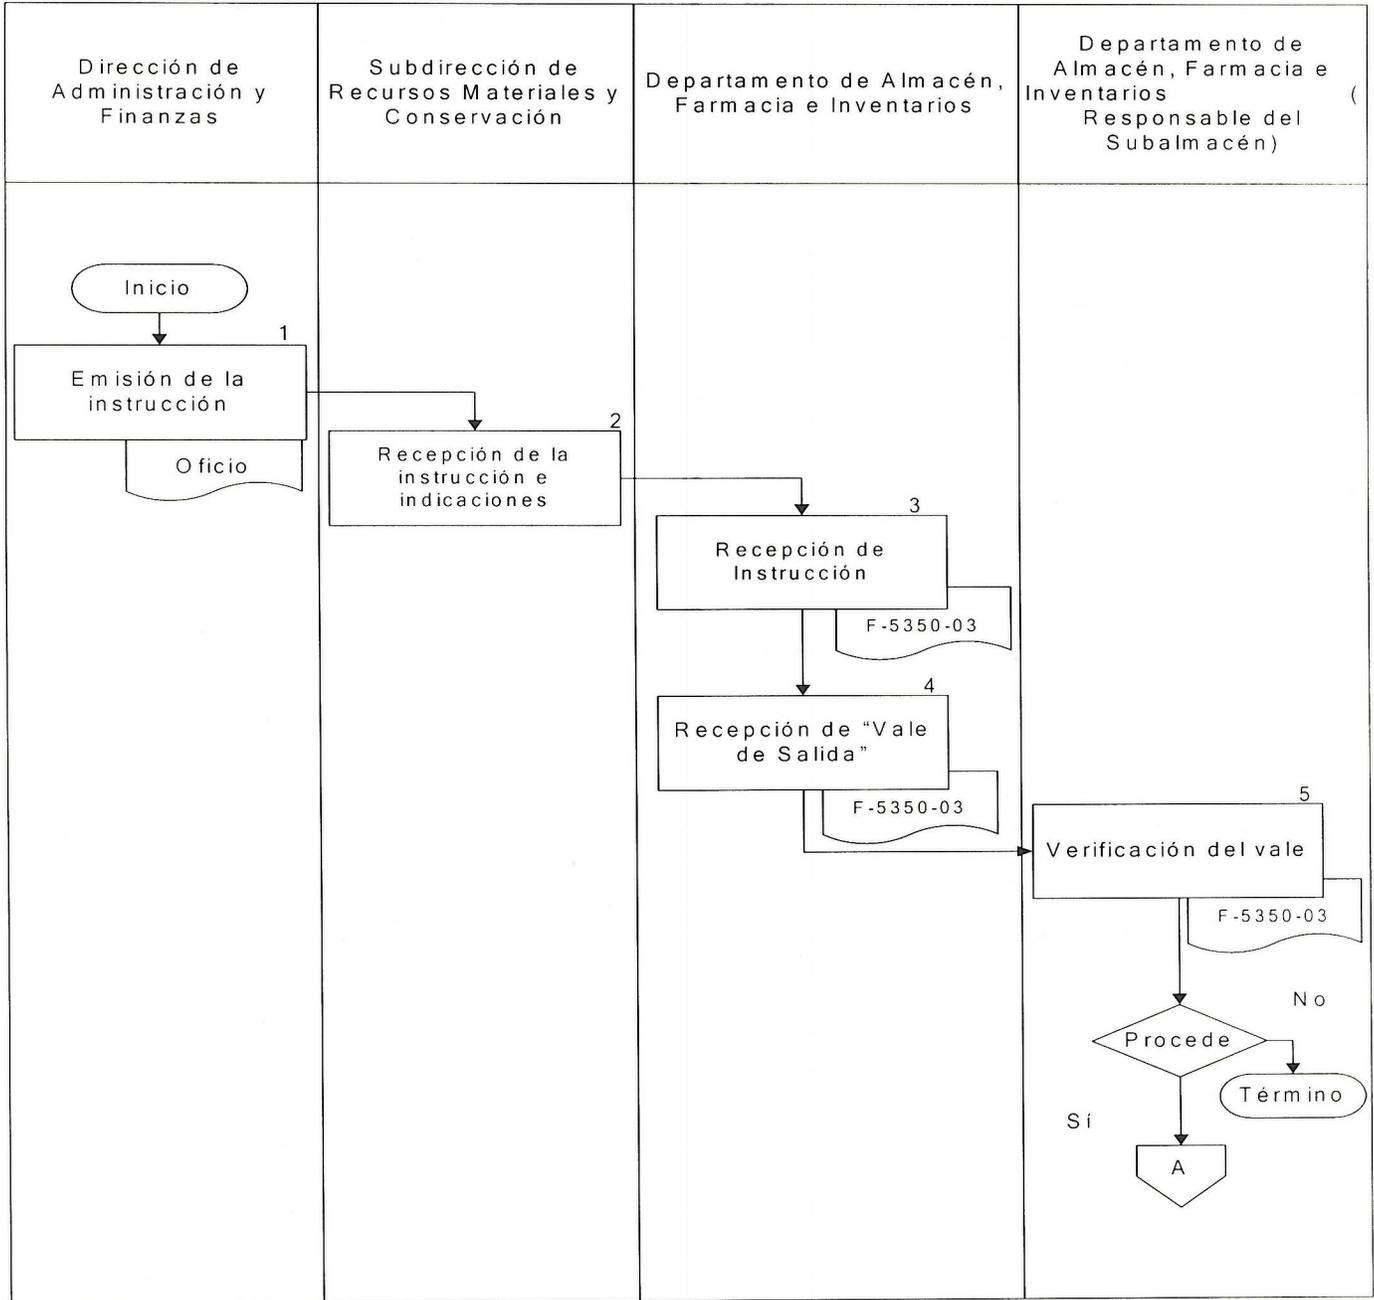 Dirección de
Administración y
Finanzas
Subdirección de
Recursos Materiales y
Conservación
Departamento de Almacén,
Farmacia e Inventarios
Departamento de
Almacén, Farmacia e
Inventarios (
Responsable del
Subalmacén)
Inicio
1
Emisión de la
instrucción
Oficio
2
Recepción de la
instrucción e
indicaciones
3
Recepción de
Instrucción
F-5350-03
4
Recepción de “Vale
de Salida”
F-5350-03
5
Verificación del vale
F-5350-03
No
Procede
Término
Sí
A